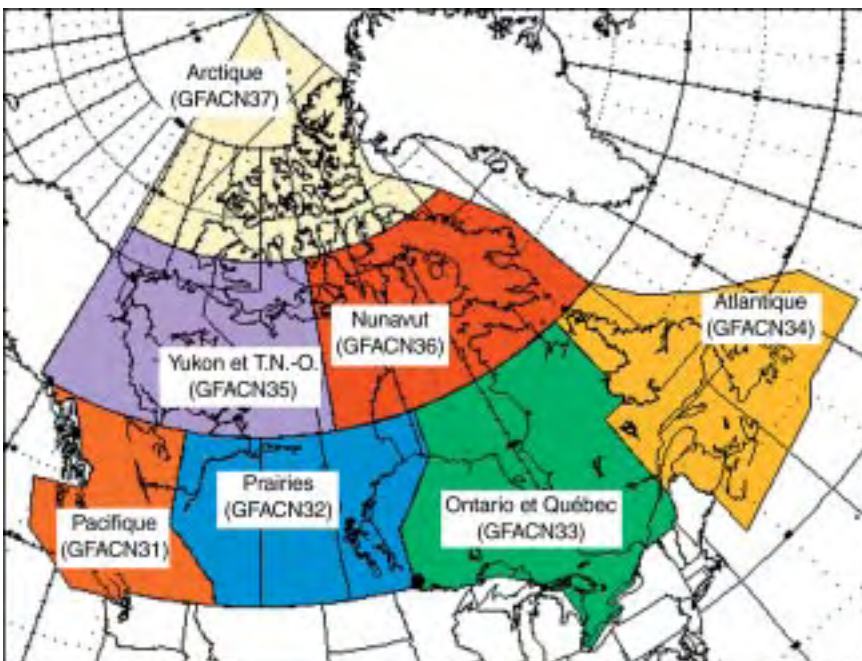 Arctique
(GFACN37)
Nunavut
(GFACN36)
Atlantique
(GFACN34)
Yukon et T.N.-O.
(GFACN35)
Prairies
(GFACN32)
Ontario et Québec
(GFACN33)
Pacifique
(GFACN31)